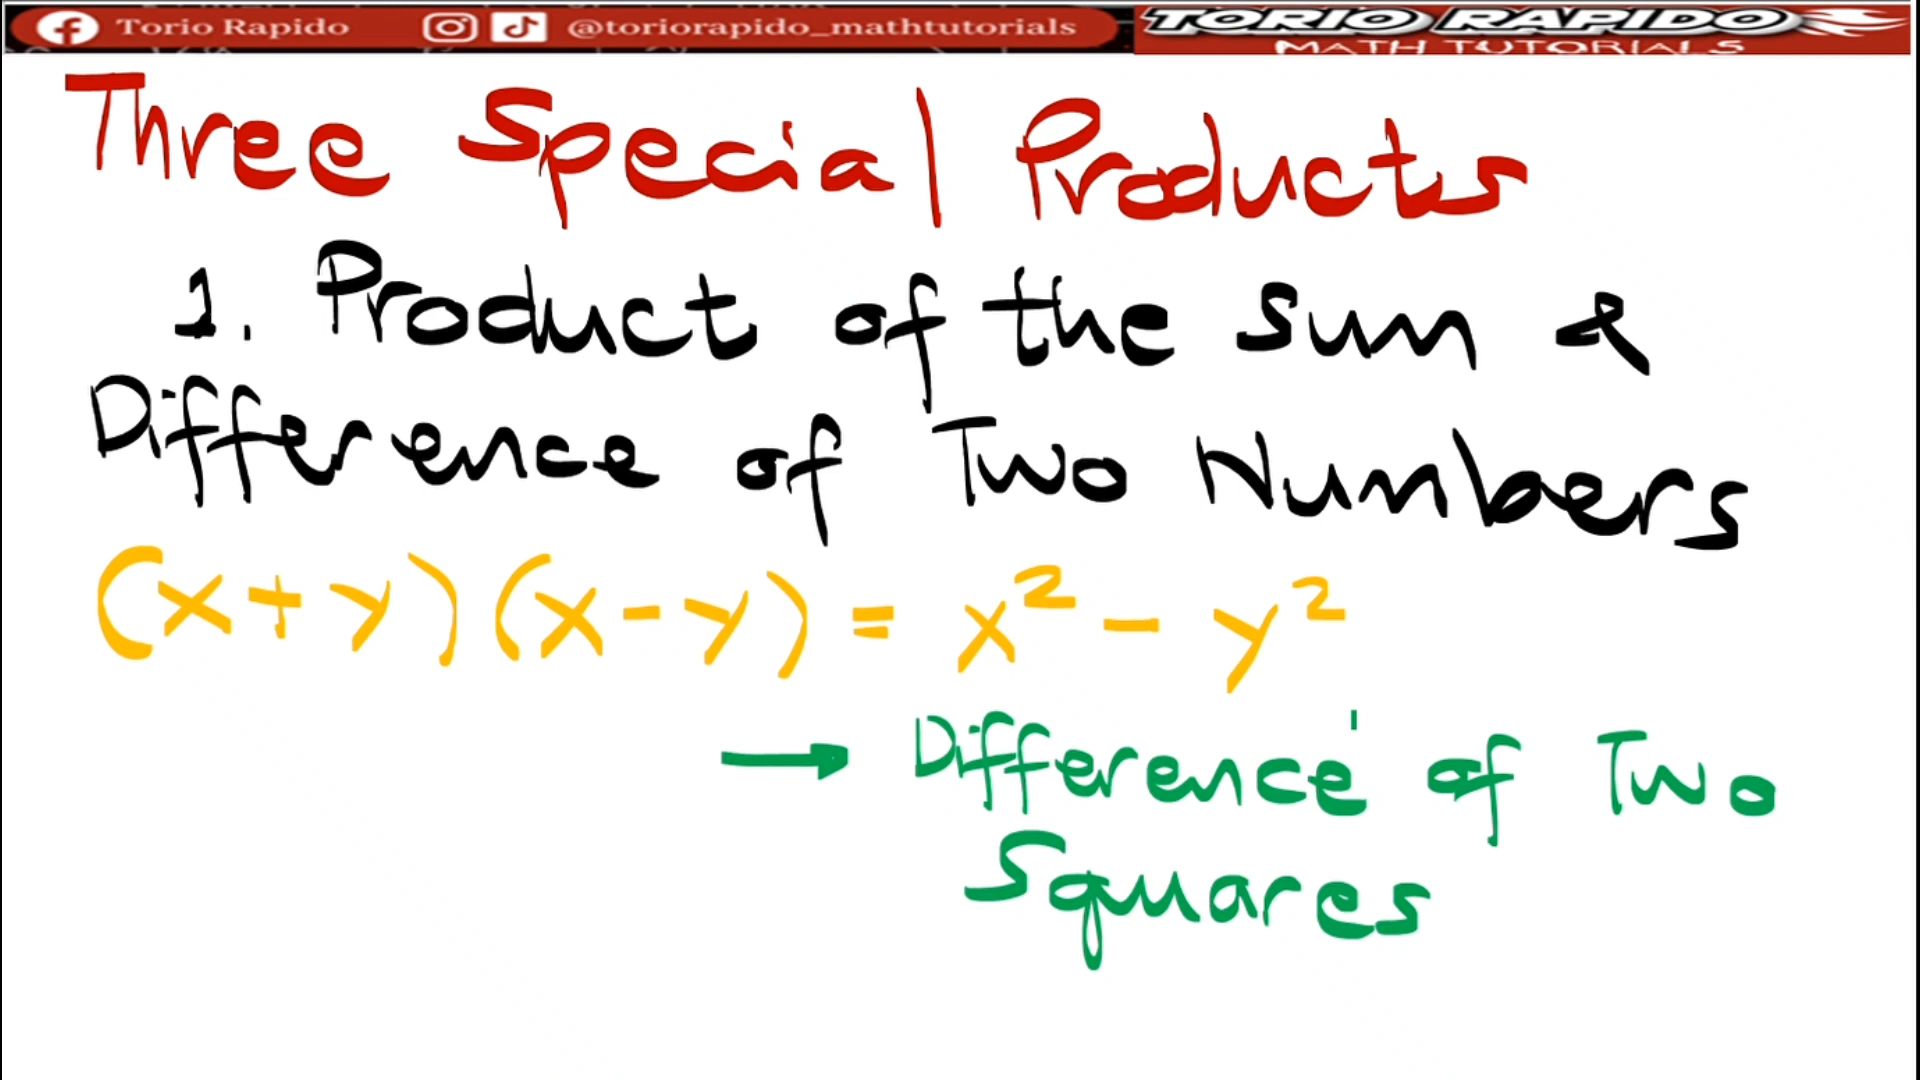 Torio Rapido @toriorapido_mathtutorials TORIO RAPIDO
MATH TUTORIALS
Three Special Products
1. Product of the sum &
Difference of Two Numbers
(x+y)(x-y) = x² - y²
→ Difference of Two
Squares